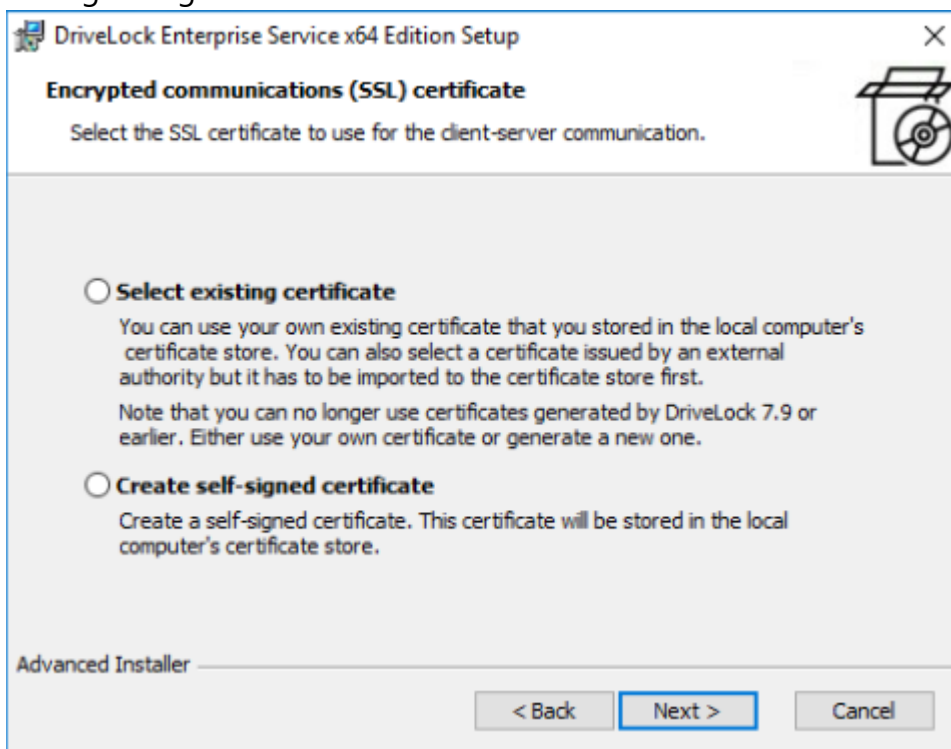 DriveLock Enterprise Service x64 Edition Setup
Encrypted communications (SSL) certificate
Select the SSL certificate to use for the client-server communication.
Select existing certificate
You can use your own existing certificate that you stored in the local computer's
certificate store. You can also select a certificate issued by an external
authority but it has to be imported to the certificate store first.
Note that you can no longer use certificates generated by DriveLock 7.9 or
earlier. Either use your own certificate or generate a new one.
Create self-signed certificate
Create a self-signed certificate. This certificate will be stored in the local
computer's certificate store.
Advanced Installer
< Back
Next >
Cancel